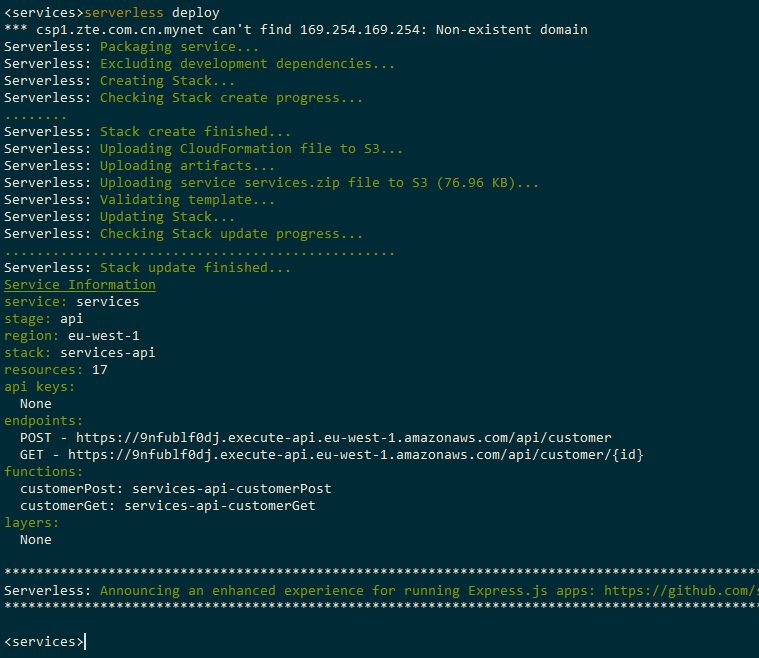 <services>serverless deploy
*** csp1.zte.com.cn.mynet can't find 169.254.169.254: Non-existent domain
Serverless: Packaging service...
Serverless: Excluding development dependencies...
Serverless: Creating Stack...
Serverless: Checking Stack create progress...
........
Serverless: Stack create finished...
Serverless: Uploading CloudFormation file to S3...
Serverless: Uploading artifacts...
Serverless: Uploading service services.zip file to S3 (76.96 KB)...
Serverless: Validating template...
Serverless: Updating Stack...
Serverless: Checking Stack update progress...
.................................................
Serverless: Stack update finished...
Service Information
service: services
stage: api
region: eu-west-1
stack: services-api
resources: 17
api keys:
  None
endpoints:
  POST - https://9nfublf0dj.execute-api.eu-west-1.amazonaws.com/api/customer
  GET - https://9nfublf0dj.execute-api.eu-west-1.amazonaws.com/api/customer/{id}
functions:
  customerPost: services-api-customerPost
  customerGet: services-api-customerGet
layers:
  None
***********************************************************************************************
Serverless: Announcing an enhanced experience for running Express.js apps: https://github.com/s
***********************************************************************************************
<services>